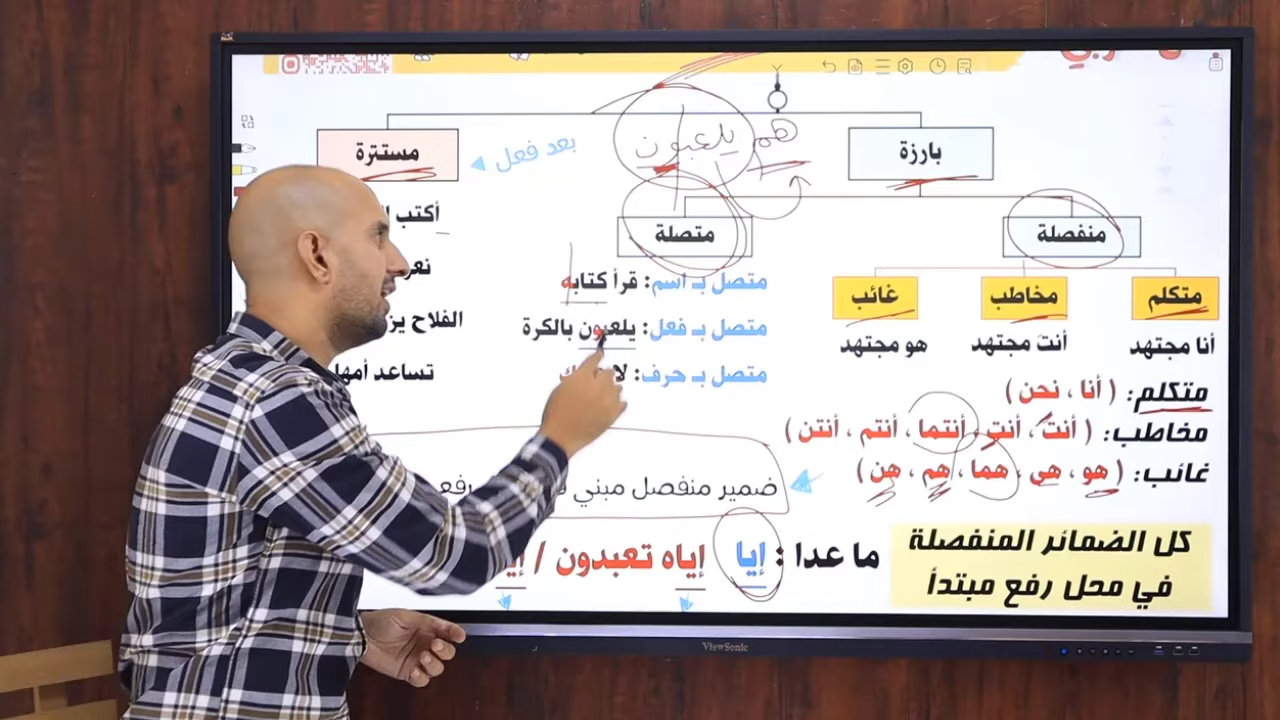 هم يلعبون
بارزة
مستترة
بعد فعل
منفصلة
متصلة
أكتب
متكلم
مخاطب
غائب
أنا مجتهد
أنت مجتهد
هو مجتهد
متصل بـ اسم: قرأ كتابه
متصل بـ فعل: يلعبون بالكرة
متصل بـ حرف:
الفلاح
تساعد أمها
متكلم: ( أنا ، نحن )
مخاطب: ( أنتَ ، أنتِ ، أنتما ، أنتم ، أنتن )
غائب: ( هو ، هي ، هما ، هم ، هن )
ضمير منفصل مبني
كل الضمائر المنفصلة
في محل رفع مبتدأ
ما عدا : إيا إياه تعبدون /
ViewSonic